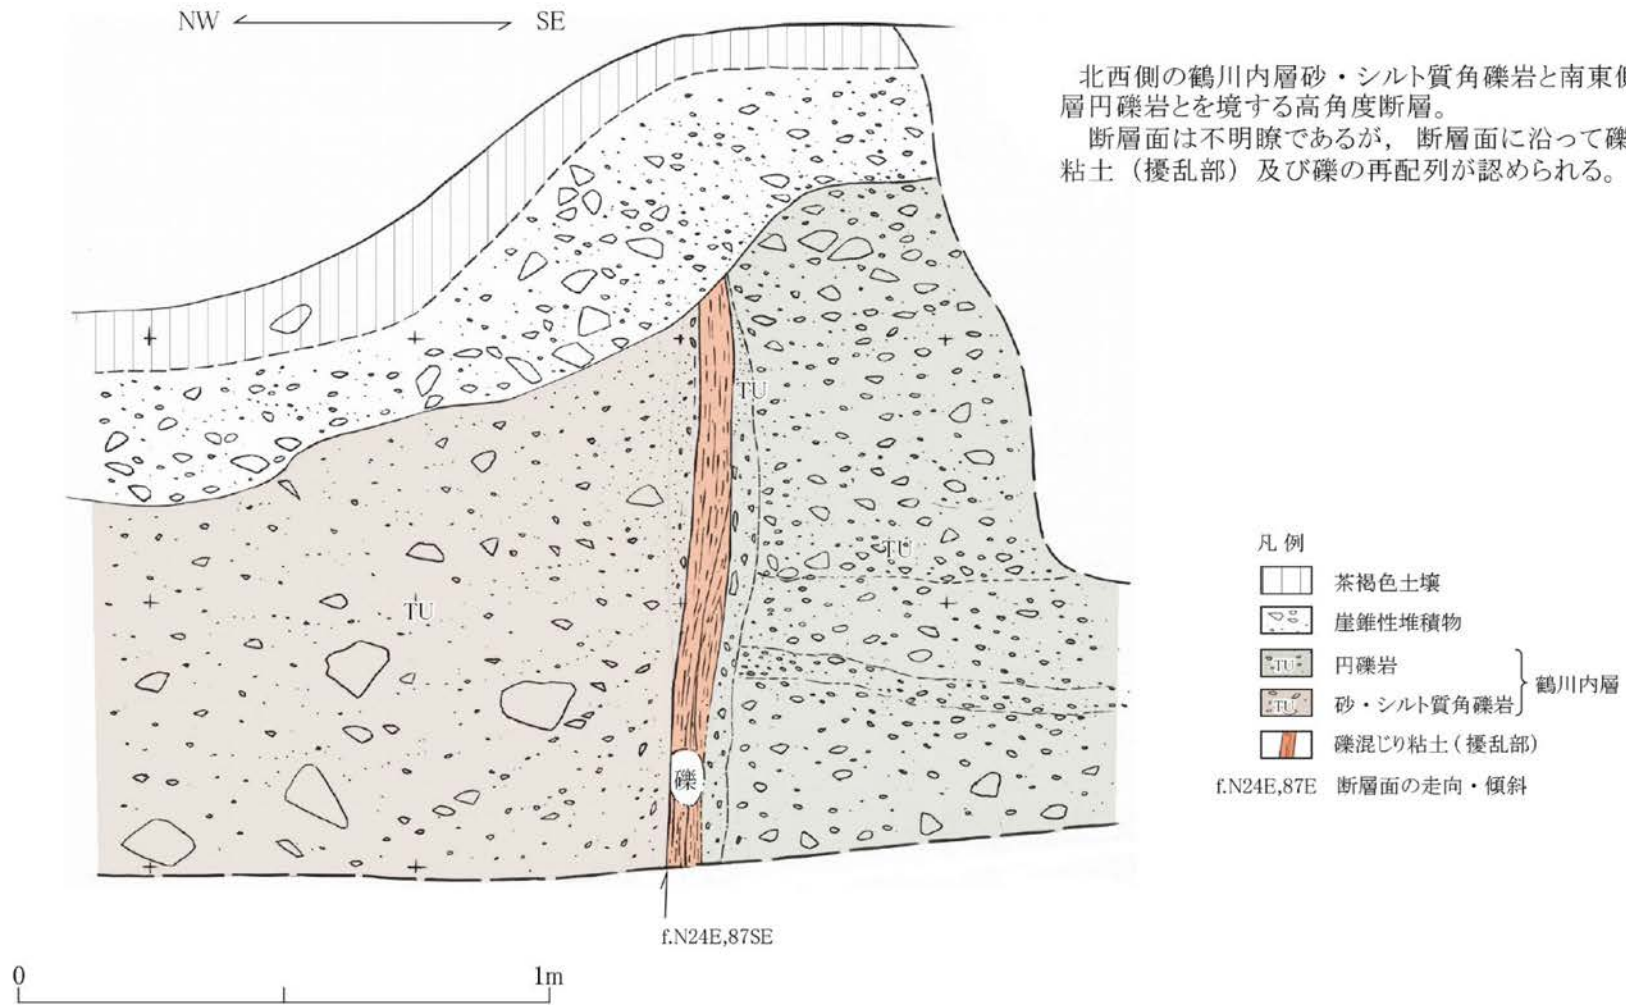 NW SE
北西側の鶴川内層砂・シルト質角礫岩と南東側
層円礫岩とを境する高角度断層。
断層面は不明瞭であるが, 断層面に沿って礫
粘土（擾乱部）及び礫の再配列が認められる。
TU
TU
TU
礫
f.N24E,87SE
0 1m
凡 例
茶褐色土壌
崖錐性堆積物
TU 円礫岩
TU 砂・シルト質角礫岩
鶴川内層
礫混じり粘土(擾乱部)
f.N24E,87E 断層面の走向・傾斜